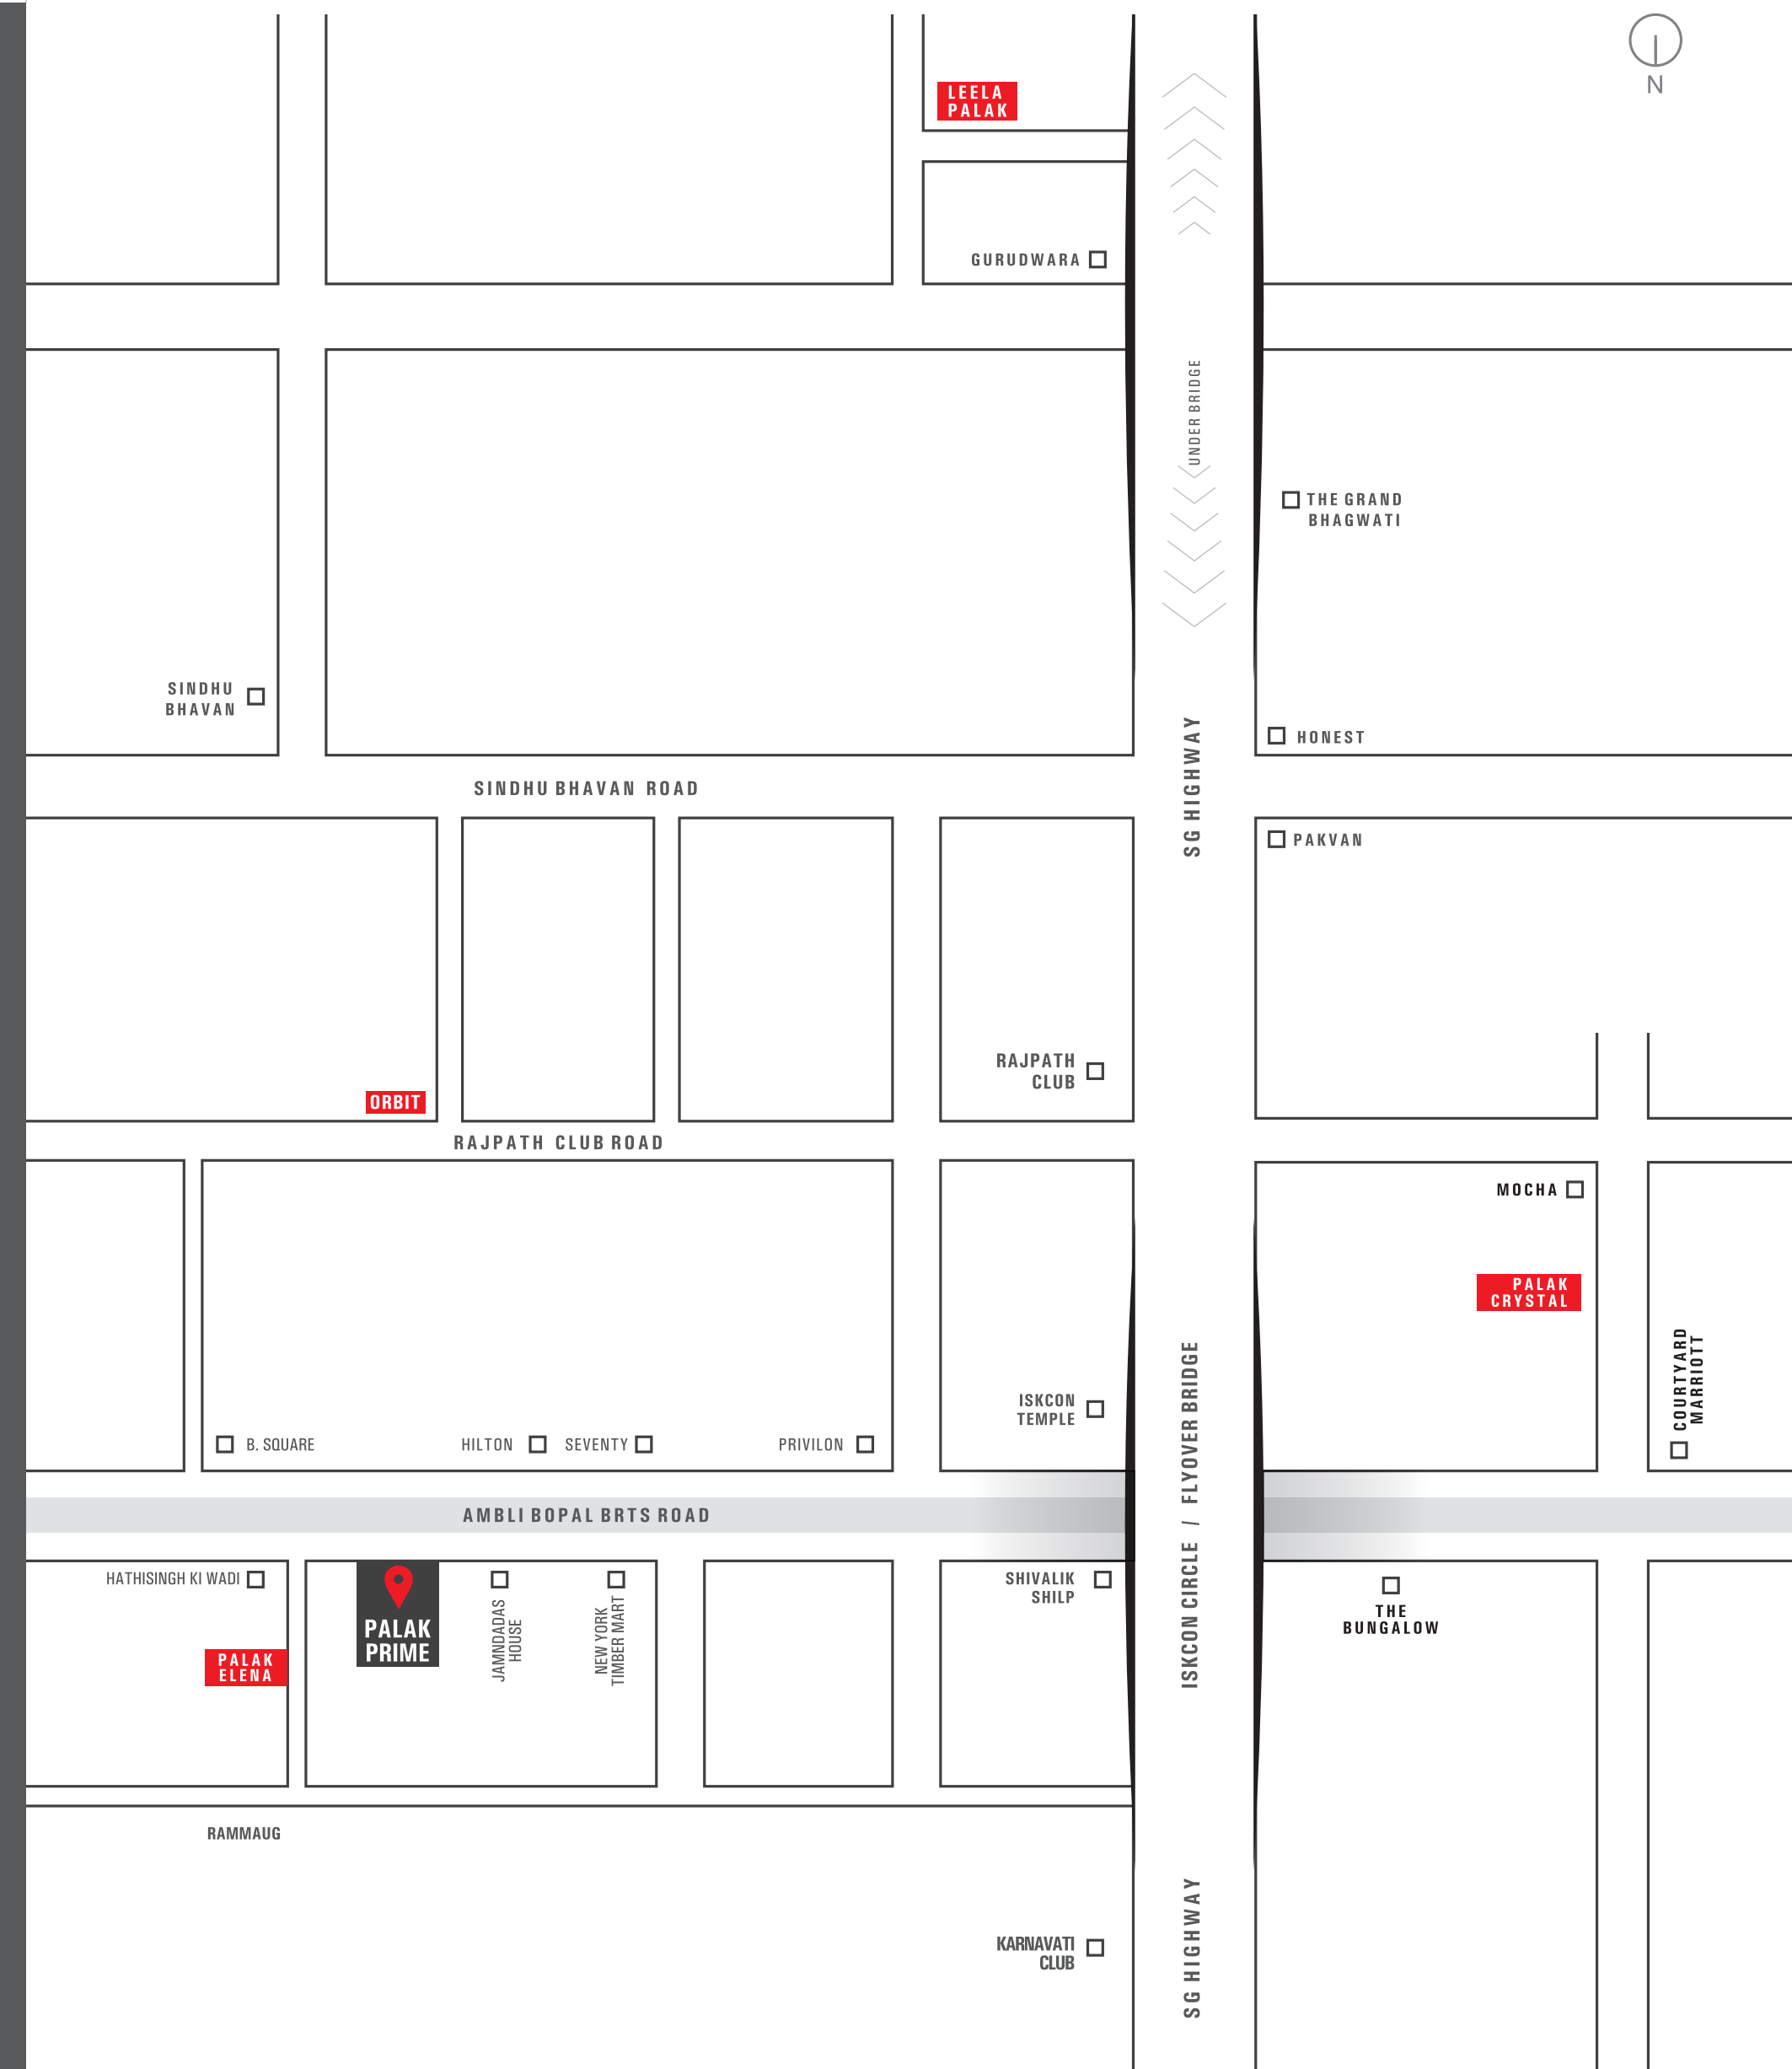 N
LEELA
PALAK
GURUDWARA
UNDER BRIDGE
THE GRAND
BHAGWATI
SINDHU
BHAVAN
HONEST
SG HIGHWAY
SINDHU BHAVAN ROAD
PAKVAN
RAJPATH
CLUB
ORBIT
RAJPATH CLUB ROAD
MOCHA
PALAK
CRYSTAL
COURTYARD
MARRIOTT
ISKCON
TEMPLE
B. SQUARE
HILTON
SEVENTY
PRIVILON
ISKCON CIRCLE / FLYOVER BRIDGE
AMBLI BOPAL BRTS ROAD
HATHISINGH KI WADI
PALAK
PRIME
JAMNDADAS
HOUSE
NEW YORK
TIMBER MART
SHIVALIK
SHILP
THE
BUNGALOW
PALAK
ELENA
RAMMAUG
KARNAVATI
CLUB
SG HIGHWAY